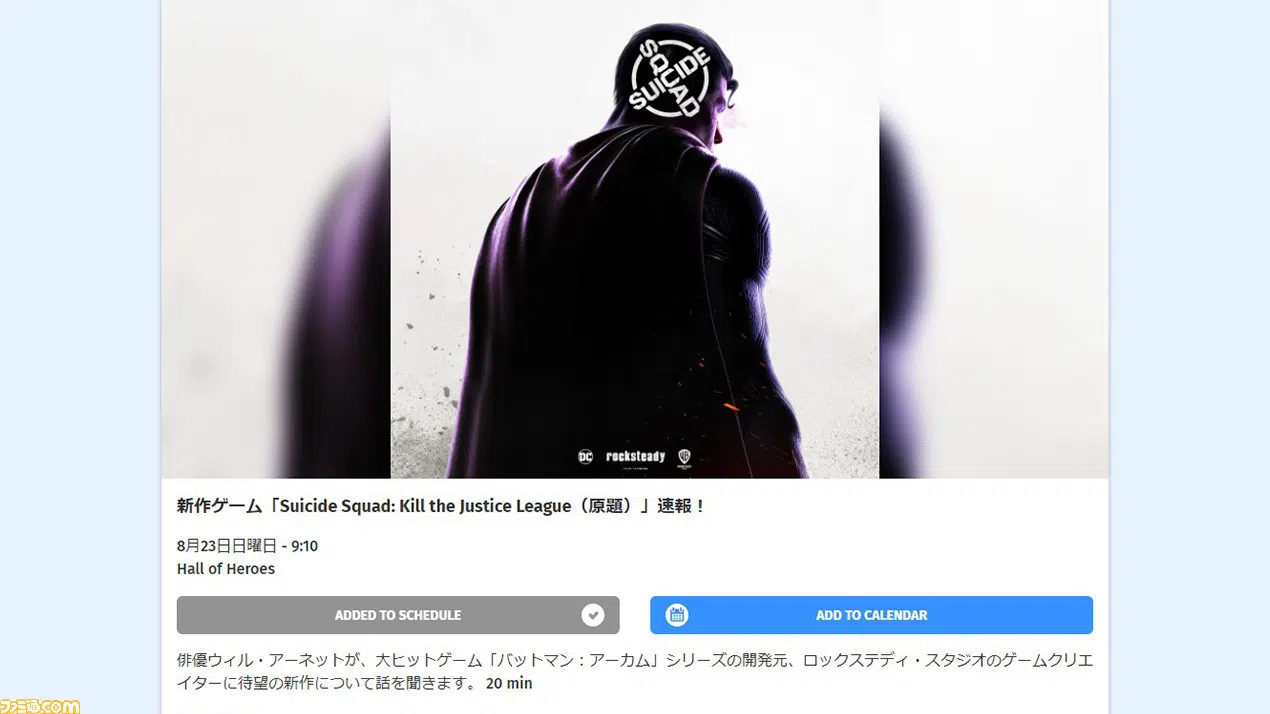 SUICIDE
SQUAD
DC
rocksteady
新作ゲーム「Suicide Squad: Kill the Justice League（原題）」速報！
8月23日日曜日 - 9:10
Hall of Heroes
ADDED TO SCHEDULE
ADD TO CALENDAR
俳優ウィル・アーネットが、大ヒットゲーム「バットマン：アーカム」シリーズの開発元、ロックステディ・スタジオのゲームクリエ
イターに待望の新作について話を聞きます。 20 min
ファミ通.com